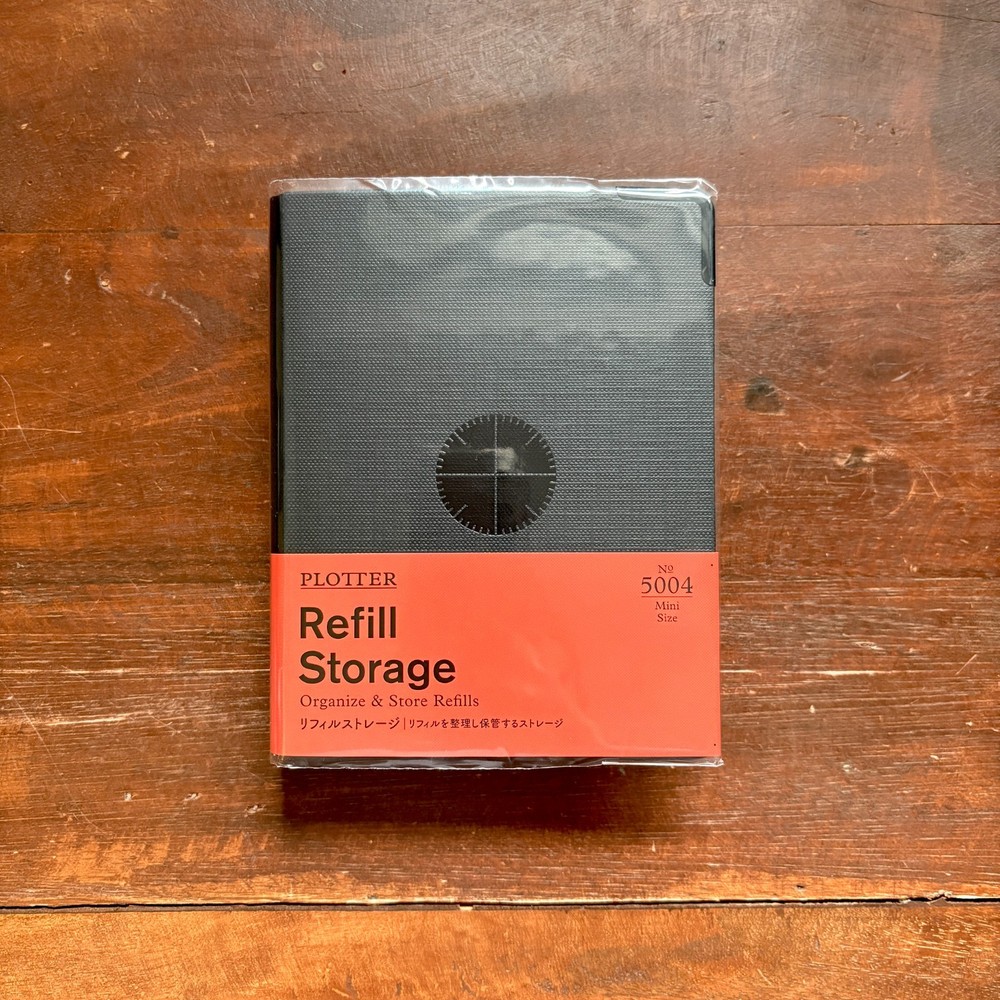 PLOTTER
Nº
5004
Mini
Size
Refill
Storage
Organize & Store Refills
リフィルストレージ | リフィルを整理し保管するストレージ